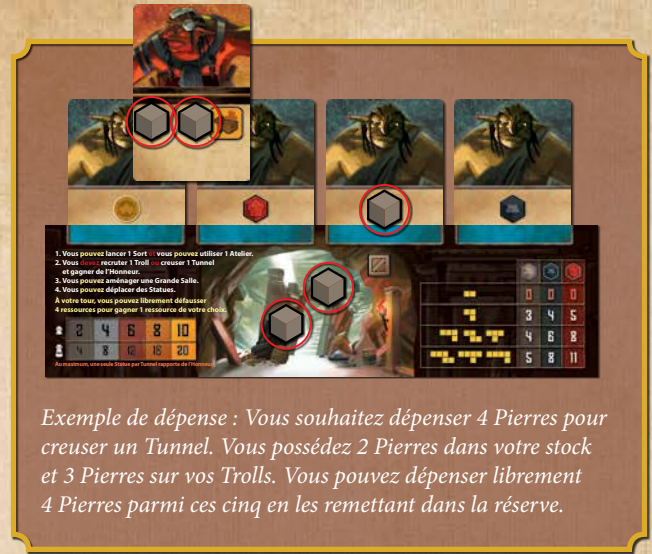 1. Vous pouvez lancer 1 Sort et vous pouvez utiliser 1 Atelier.
2. Vous devez recruter 1 Troll ou creuser 1 Tunnel
et gagner de l'Honneur.
3. Vous pouvez aménager une Grande Salle.
4. Vous pouvez déplacer des Statues.
À votre tour, vous pouvez librement défausser
4 ressources pour gagner 1 ressource de votre choix.
2 4 6 8 10
4 8 12 16 20
Au maximum, une seule Statue par Tunnel rapporte de l'Honneur.
0 0 0
3 4 5
4 6 8
5 8 11
Exemple de dépense : Vous souhaitez dépenser 4 Pierres pour
creuser un Tunnel. Vous possédez 2 Pierres dans votre stock
et 3 Pierres sur vos Trolls. Vous pouvez dépenser librement
4 Pierres parmi ces cinq en les remettant dans la réserve.